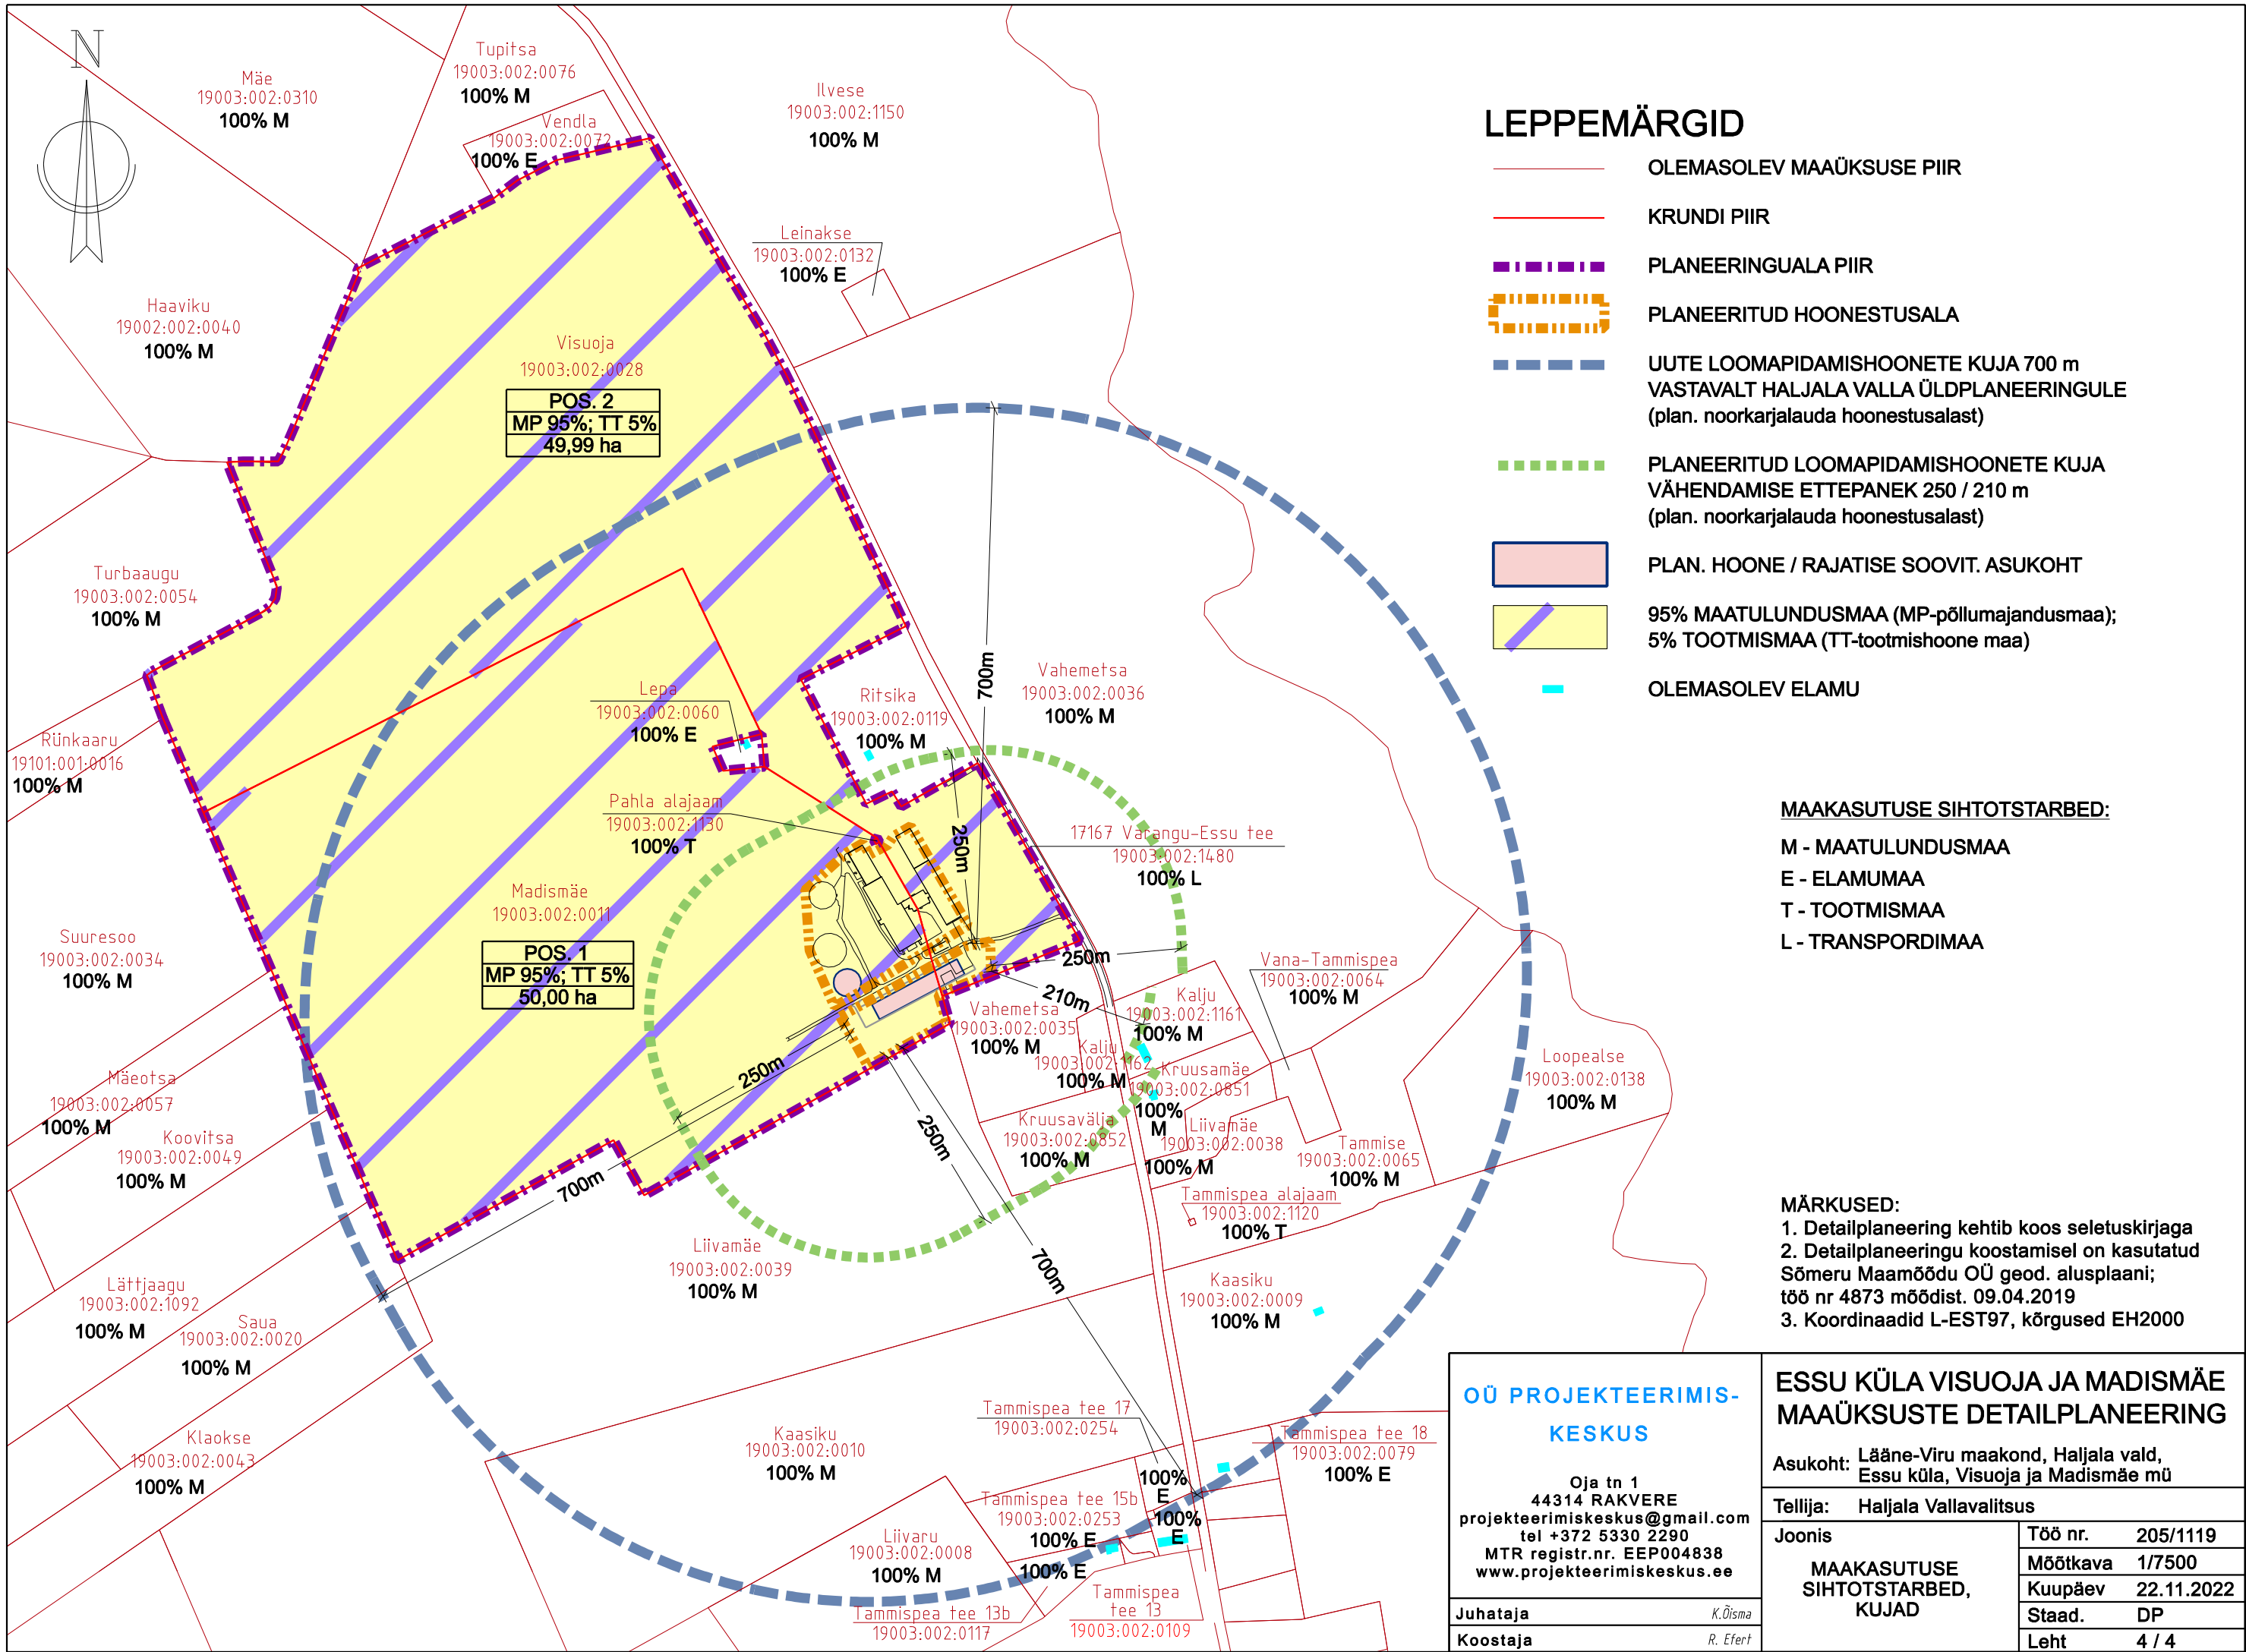 N
Mäe
19003:002:0310
100% M
Tupitsa
19003:002:0076
100% M
Vendla
19003:002:0072
100% E
Ilvese
19003:002:1150
100% M
Leinakse
19003:002:0132
100% E
Haaviku
19002:002:0040
100% M
Visuoja
19003:002:0028
POS. 2
MP 95%; TT 5%
49,99 ha
Turbaaugu
19003:002:0054
100% M
Rünkaaru
19101:001:0016
100% M
Lepa
19003:002:0060
100% E
Ritsika
19003:002:0119
100% M
Vahemetsa
19003:002:0036
100% M
700m
Pahla alajaam
19003:002:1130
100% T
250m
17167 Varangu-Essu tee
19003:002:1480
100% L
Madismäe
19003:002:0011
POS. 1
MP 95%; TT 5%
50,00 ha
Suuresoo
19003:002:0034
100% M
250m
210m
Vana-Tammispea
19003:002:0064
100% M
Vahemetsa
19003:002:0035
100% M
Kalju
19003:002:1161
100% M
Kalju
19003:002:1162
100% M
Kruusamäe
19003:002:0851
100%
M
Loopealse
19003:002:0138
100% M
250m
250m
Mäeotsa
19003:002:0057
100% M
Koovitsa
19003:002:0049
100% M
Kruusavälja
19003:002:0852
100% M
Liivamäe
19003:002:0038
100% M
Tammise
19003:002:0065
100% M
700m
Tammispea alajaam
19003:002:1120
100% T
Liivamäe
19003:002:0039
100% M
700m
Lättjaagu
19003:002:1092
100% M
Saua
19003:002:0020
100% M
Kaasiku
19003:002:0009
100% M
Klaokse
19003:002:0043
100% M
Kaasiku
19003:002:0010
100% M
Tammispea tee 17
19003:002:0254
100%
E
Tammispea tee 18
19003:002:0079
100% E
Tammispea tee 15b
19003:002:0253
100% E
100%
E
Liivaru
19003:002:0008
100% M
100% E
Tammispea tee 13b
19003:002:0117
Tammispea
tee 13
19003:002:0109
LEPPEMÄRGID
OLEMASOLEV MAAÜKSUSE PIIR
KRUNDI PIIR
PLANEERINGUALA PIIR
PLANEERITUD HOONESTUSALA
UUTE LOOMAPIDAMISHOONETE KUJA 700 m
VASTAVALT HALJALA VALLA ÜLDPLANEERINGULE
(plan. noorkarjalauda hoonestusalast)
PLANEERITUD LOOMAPIDAMISHOONETE KUJA
VÄHENDAMISE ETTEPANEK 250 / 210 m
(plan. noorkarjalauda hoonestusalast)
PLAN. HOONE / RAJATISE SOOVIT. ASUKOHT
95% MAATULUNDUSMAA (MP-põllumajandusmaa);
5% TOOTMISMAA (TT-tootmishoone maa)
OLEMASOLEV ELAMU
MAAKASUTUSE SIHTOTSTARBED:
M - MAATULUNDUSMAA
E - ELAMUMAA
T - TOOTMISMAA
L - TRANSPORDIMAA
MÄRKUSED:
1. Detailplaneering kehtib koos seletuskirjaga
2. Detailplaneeringu koostamisel on kasutatud
Sõmeru Maamõõdu OÜ geod. alusplaani;
töö nr 4873 mõõdist. 09.04.2019
3. Koordinaadid L-EST97, kõrgused EH2000
OÜ PROJEKTEERIMIS-
KESKUS
Oja tn 1
44314 RAKVERE
projekteerimiskeskus@gmail.com
tel +372 5330 2290
MTR registr.nr. EEP004838
www.projekteerimiskeskus.ee
Juhataja K.Õisma
Koostaja R. Efert
ESSU KÜLA VISUOJA JA MADISMÄE
MAAÜKSUSTE DETAILPLANEERING
Asukoht: Lääne-Viru maakond, Haljala vald,
Essu küla, Visuoja ja Madismäe mü
Tellija: Haljala Vallavalitsus
Joonis
MAAKASUTUSE
SIHTOTSTARBED,
KUJAD
Töö nr. 205/1119
Mõõtkava 1/7500
Kuupäev 22.11.2022
Staad. DP
Leht 4 / 4